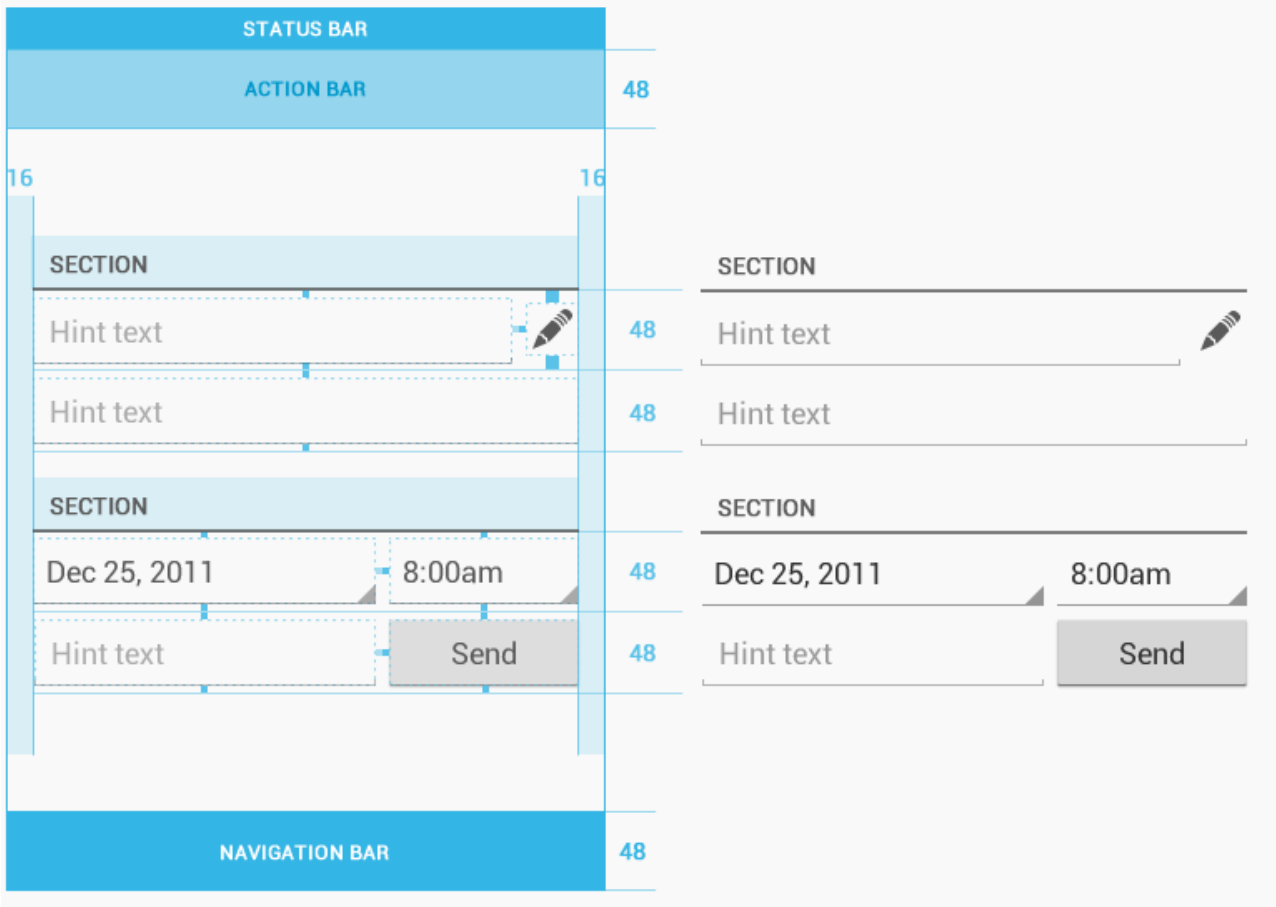 STATUS BAR
ACTION BAR
48
16
16
SECTION
Hint text
48
Hint text
48
SECTION
Dec 25, 2011
8:00am
48
Hint text
Send
48
NAVIGATION BAR
48
SECTION
Hint text
Hint text
SECTION
Dec 25, 2011
8:00am
Hint text
Send